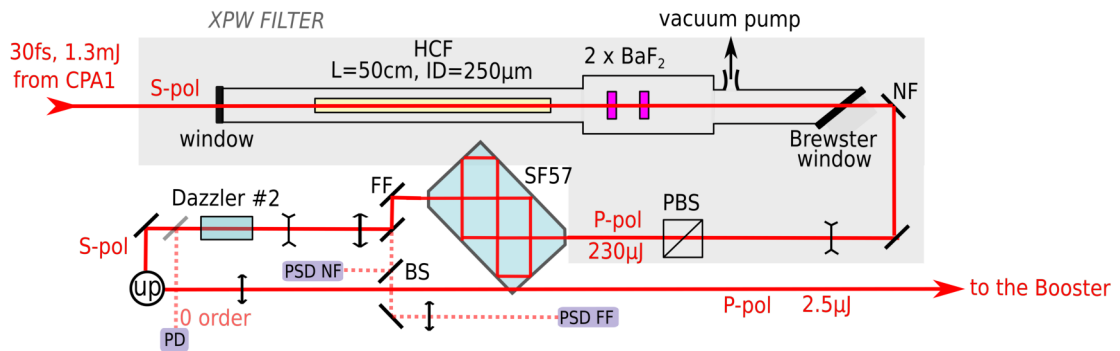 XPW FILTER
vacuum pump
30fs, 1.3mJ
from CPA1
S-pol
HCF
L=50cm, ID=250µm
2 x BaF₂
NF
window
Brewster
window
SF57
FF
Dazzler #2
PBS
P-pol
230µJ
S-pol
PSD NF
BS
up
to the Booster
P-pol 2.5µJ
0 order
PSD FF
PD